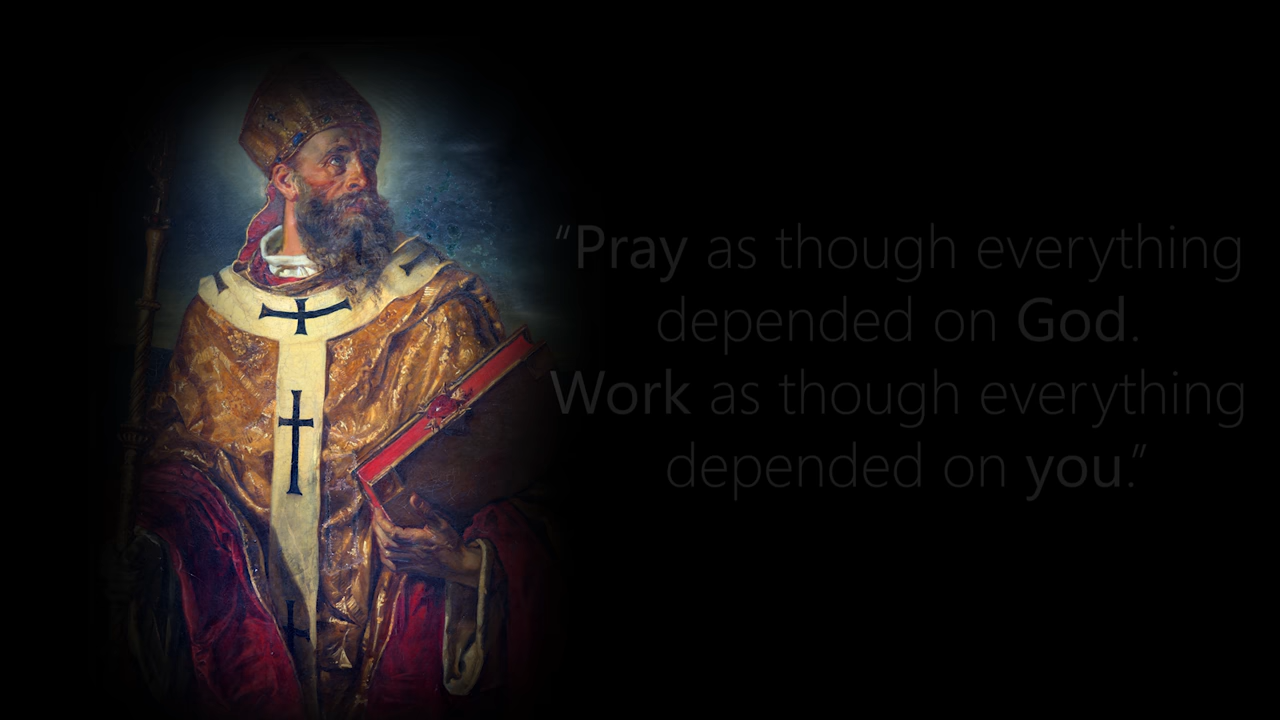 “Pray as though everything
depended on God.
Work as though everything
depended on you.”